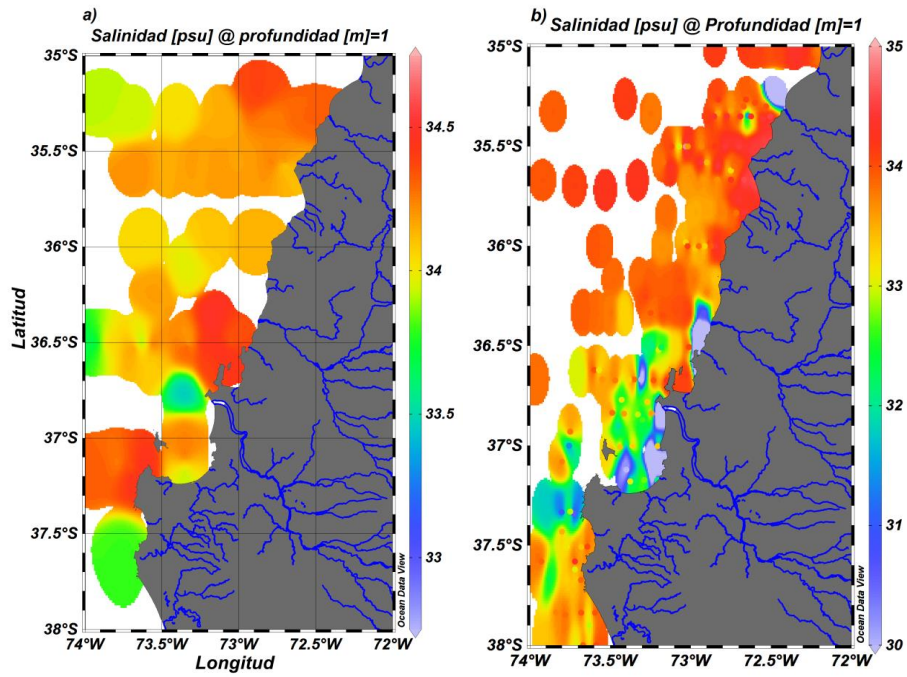 a)
Salinidad [psu] @ profundidad [m]=1
35°S
35.5°S
36°S
36.5°S
37°S
37.5°S
38°S
74°W
73.5°W
73°W
72.5°W
72°W
Latitud
Longitud
34.5
34
33.5
33
Ocean Data View
b)
Salinidad [psu] @ Profundidad [m]=1
35°S
35.5°S
36°S
36.5°S
37°S
37.5°S
38°S
74°W
73.5°W
73°W
72.5°W
72°W
35
34
33
32
31
30
Ocean Data View